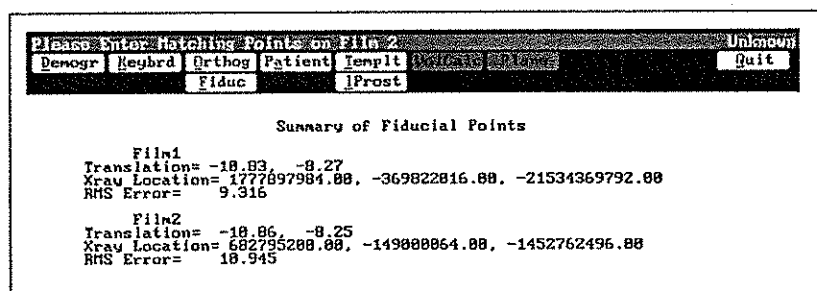 Please Enter Matching Points on Film 2 Unknown
Demogr Keybrd Orthog Patient Templt Quit
Fiduc 1Prost
Summary of Fiducial Points
Film1
Translation= -10.83, -8.27
Xray Location= 1777897984.00, -369822016.00, -21534369792.00
RMS Error= 9.316
Film2
Translation= -10.86, -8.25
Xray Location= 682795200.00, -149000064.00, -1452762496.00
RMS Error= 10.945